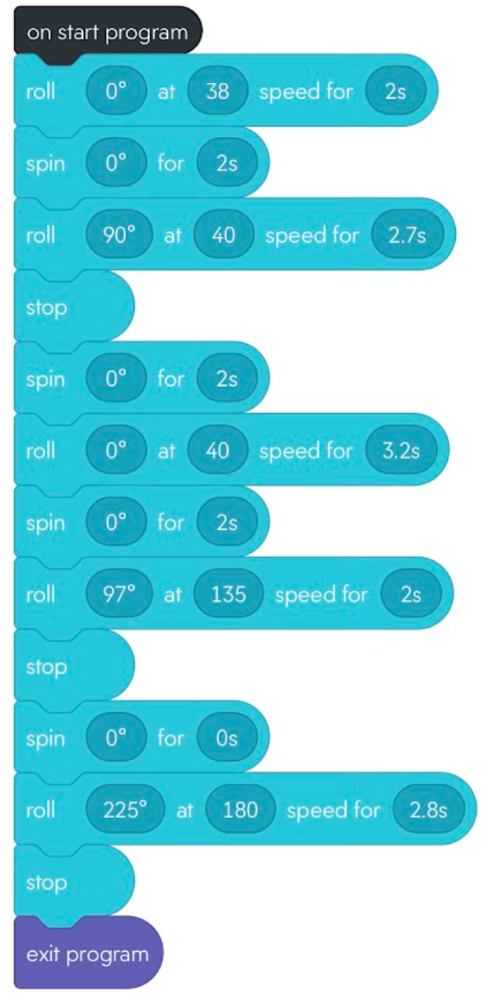 on start program
roll 0° at 38 speed for 2s
spin 0° for 2s
roll 90° at 40 speed for 2.7s
stop
spin 0° for 2s
roll 0° at 40 speed for 3.2s
spin 0° for 2s
roll 97° at 135 speed for 2s
stop
spin 0° for 0s
roll 225° at 180 speed for 2.8s
stop
exit program